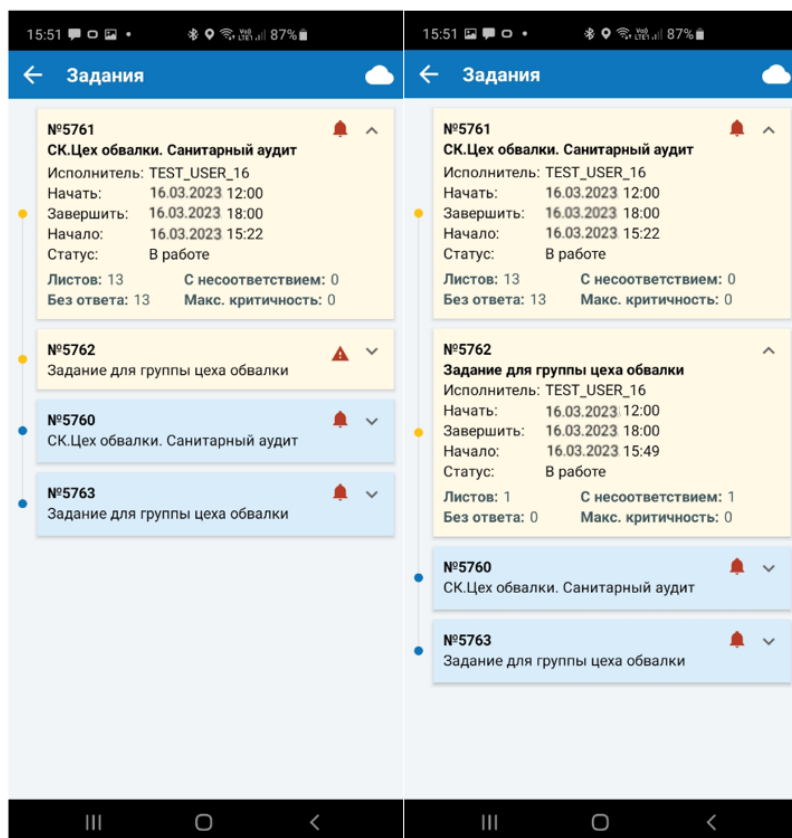 15:51 87%
Задания
№5761
СК.Цех обвалки. Санитарный аудит
Исполнитель: TEST_USER_16
Начать: 16.03.2023 12:00
Завершить: 16.03.2023 18:00
Начало: 16.03.2023 15:22
Статус: В работе
Листов: 13 С несоответствием: 0
Без ответа: 13 Макс. критичность: 0
№5762
Задание для группы цеха обвалки
№5760
СК.Цех обвалки. Санитарный аудит
№5763
Задание для группы цеха обвалки
15:51 87%
Задания
№5761
СК.Цех обвалки. Санитарный аудит
Исполнитель: TEST_USER_16
Начать: 16.03.2023 12:00
Завершить: 16.03.2023 18:00
Начало: 16.03.2023 15:22
Статус: В работе
Листов: 13 С несоответствием: 0
Без ответа: 13 Макс. критичность: 0
№5762
Задание для группы цеха обвалки
Исполнитель: TEST_USER_16
Начать: 16.03.2023 12:00
Завершить: 16.03.2023 18:00
Начало: 16.03.2023 15:49
Статус: В работе
Листов: 1 С несоответствием: 1
Без ответа: 0 Макс. критичность: 0
№5760
СК.Цех обвалки. Санитарный аудит
№5763
Задание для группы цеха обвалки